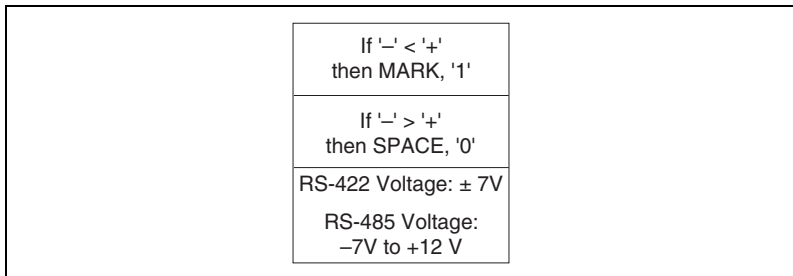 If '–' < '+'
then MARK, '1'
If '–' > '+'
then SPACE, '0'
RS-422 Voltage: ± 7V
RS-485 Voltage:
–7V to +12 V